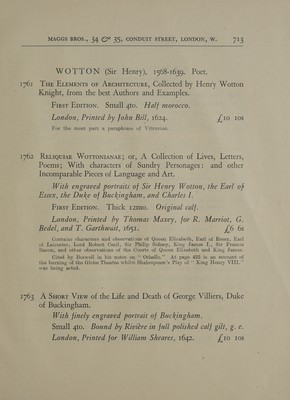 MAGGS BROS., 34 & 35, CONDUIT STREET, LONDON, W. 713
WOTTON (Sir Henry), 1568-1639. Poet.
1761 The Elements of Architecture, Collected by Henry Wotton
Knight, from the best Authors and Examples.
First Edition. Small 4to. Half morocco.
London, Printed by John Bill, 1624. £10 10s
For the most part a paraphrase of Vitruvius.
1762 Reliquiæ Wottonianæ; or, A Collection of Lives, Letters,
Poems; With characters of Sundry Personages: and other
Incomparable Pieces of Language and Art.
With engraved portraits of Sir Henry Wotton, the Earl of
Essex, the Duke of Buckingham, and Charles I.
First Edition. Thick 12mo. Original calf.
London, Printed by Thomas Maxey, for R. Marriot, G.
Bedel, and T. Garthwait, 1651. £6 6s
Contains characters and observations of Queen Elizabeth, Earl of Essex, Earl
of Leicester, Lord Robert Cecil, Sir Philip Sidney, King James I., Sir Francis
Bacon, and other observations of the Courts of Queen Elizabeth and King James.
Cited by Boswell in his notes on "Othello." At page 425 is an account of
the burning of the Globe Theatre whilst Shakespeare's Play of "King Henry VIII."
was being acted.
1763 A Short View of the Life and Death of George Villiers, Duke
of Buckingham.
With finely engraved portrait of Buckingham.
Small 4to. Bound by Rivière in full polished calf gilt, g. e.
London, Printed for William Sheares, 1642. £10 10s